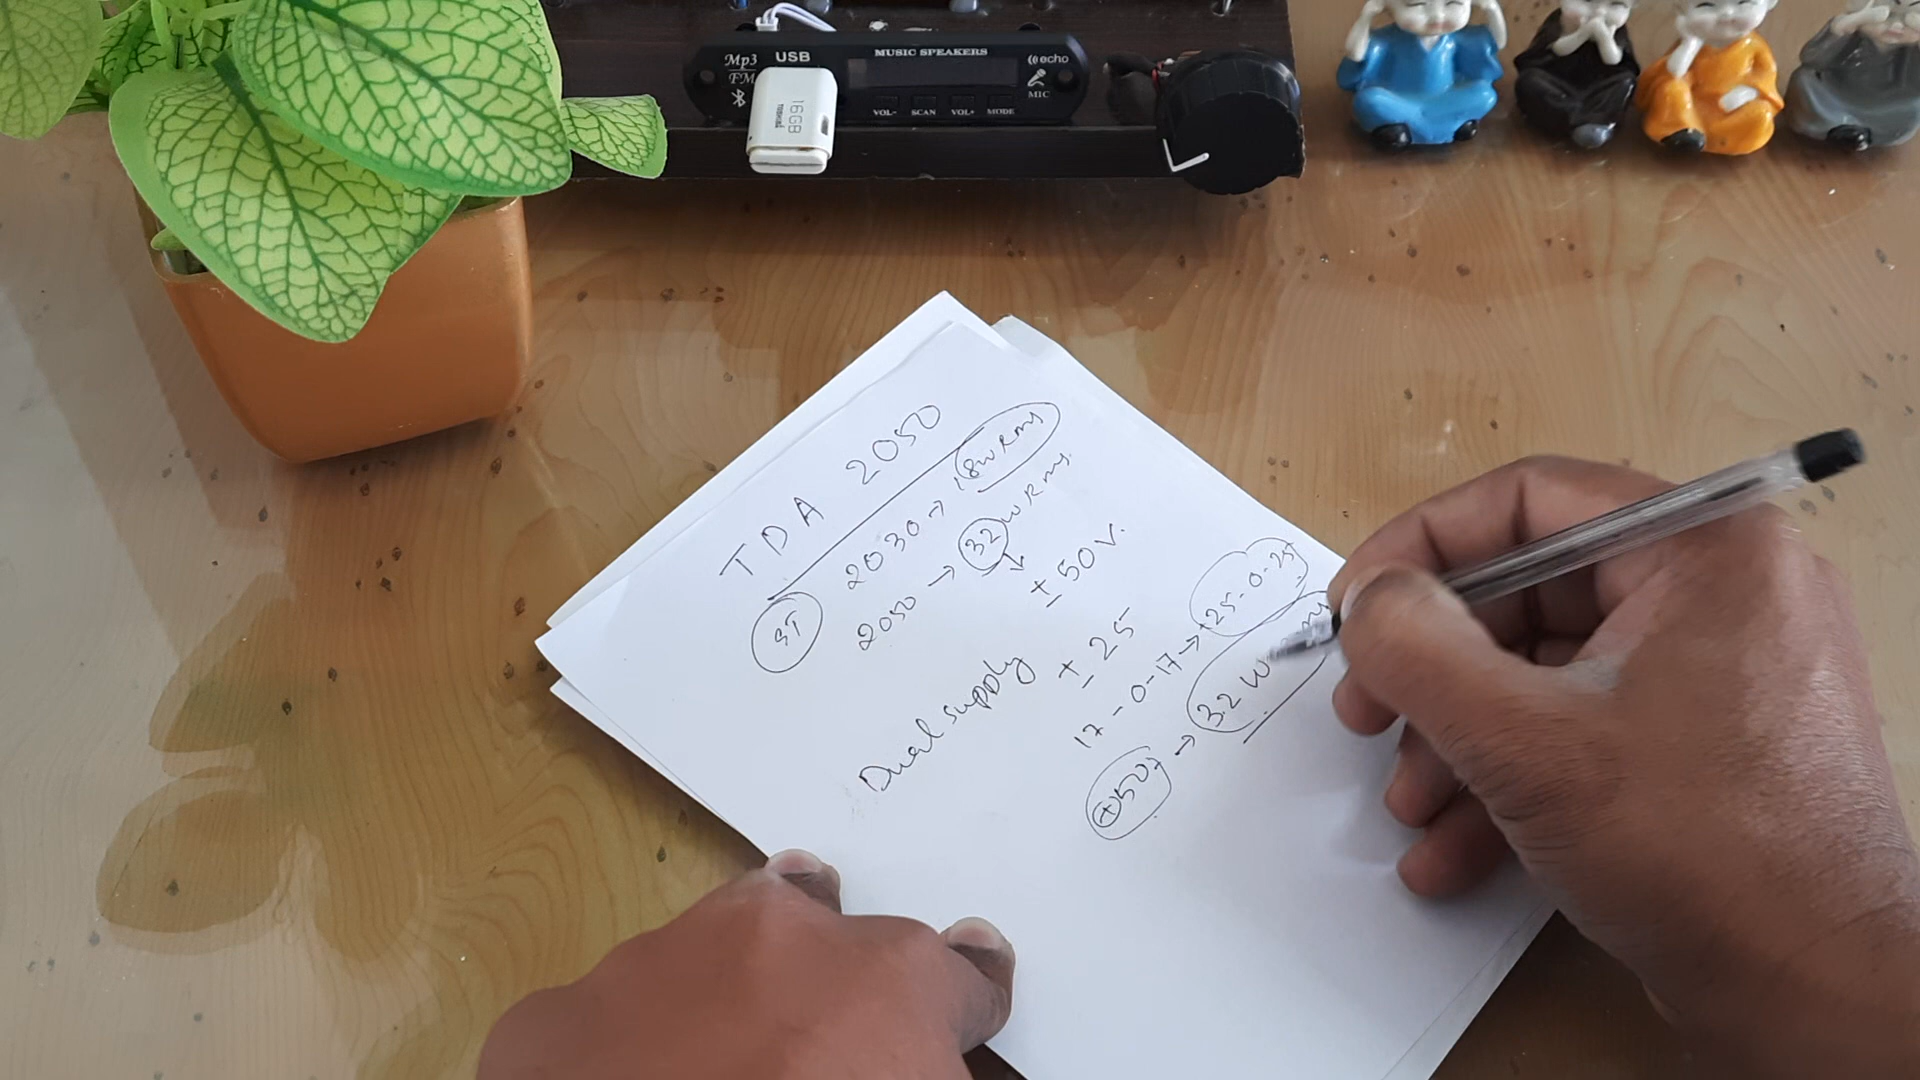 Mp3 USB MUSIC SPEAKERS echo
FM MIC
VOL- SCAN VOL+ MODE
16GB
TDA 2050
ST 2030 → 18W Rms
2050 → 32 W Rms.
± 50 V.
Dual supply ± 25
17-0-17 → 25-0-25
+50V → 32 W